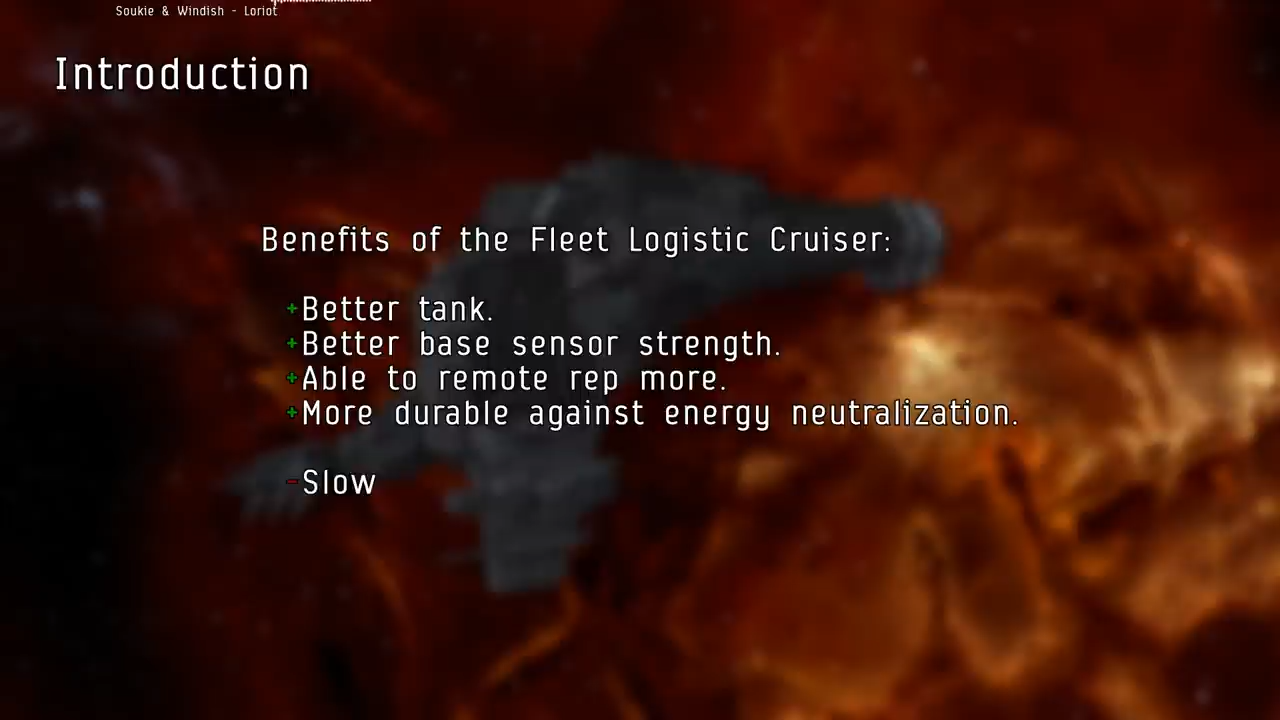 Soukie & Windish - Loriot
Introduction
Benefits of the Fleet Logistic Cruiser:
+Better tank.
+Better base sensor strength.
+Able to remote rep more.
+More durable against energy neutralization.
-Slow